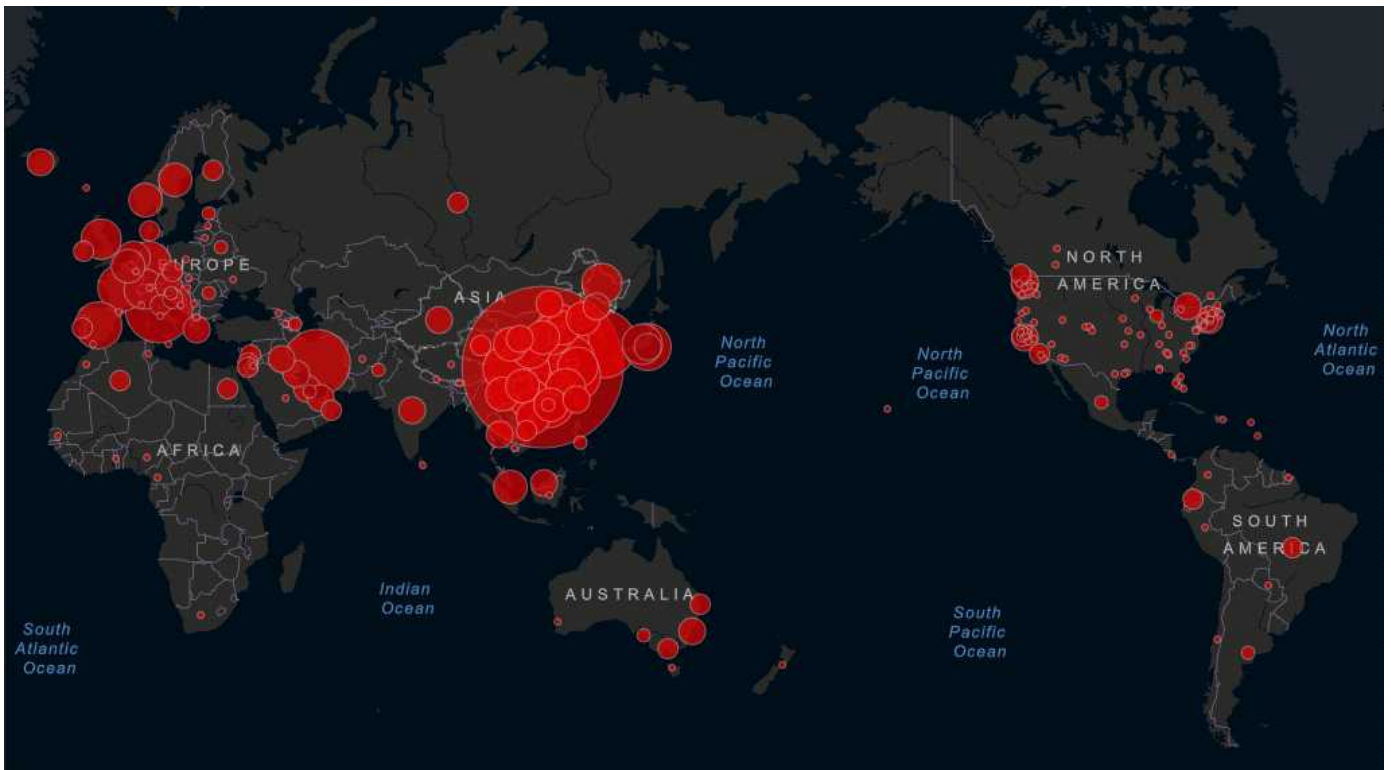 EUROPE
ASIA
NORTH
AMERICA
North
Pacific
Ocean
North
Pacific
Ocean
North
Atlantic
Ocean
AFRICA
SOUTH
AMERICA
Indian
Ocean
AUSTRALIA
South
Atlantic
Ocean
South
Pacific
Ocean